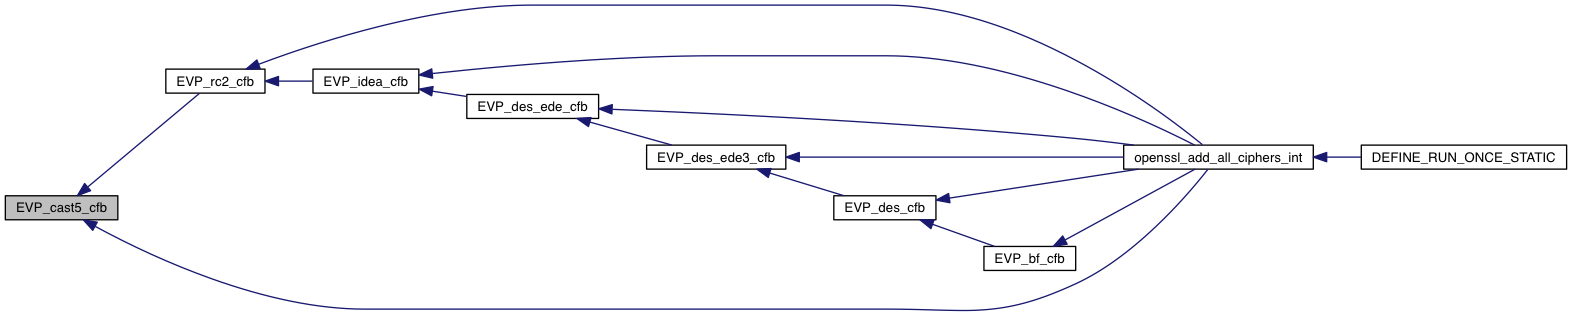 EVP_rc2_cfb
EVP_idea_cfb
EVP_des_ede_cfb
EVP_des_ede3_cfb
openssl_add_all_ciphers_int
DEFINE_RUN_ONCE_STATIC
EVP_cast5_cfb
EVP_des_cfb
EVP_bf_cfb